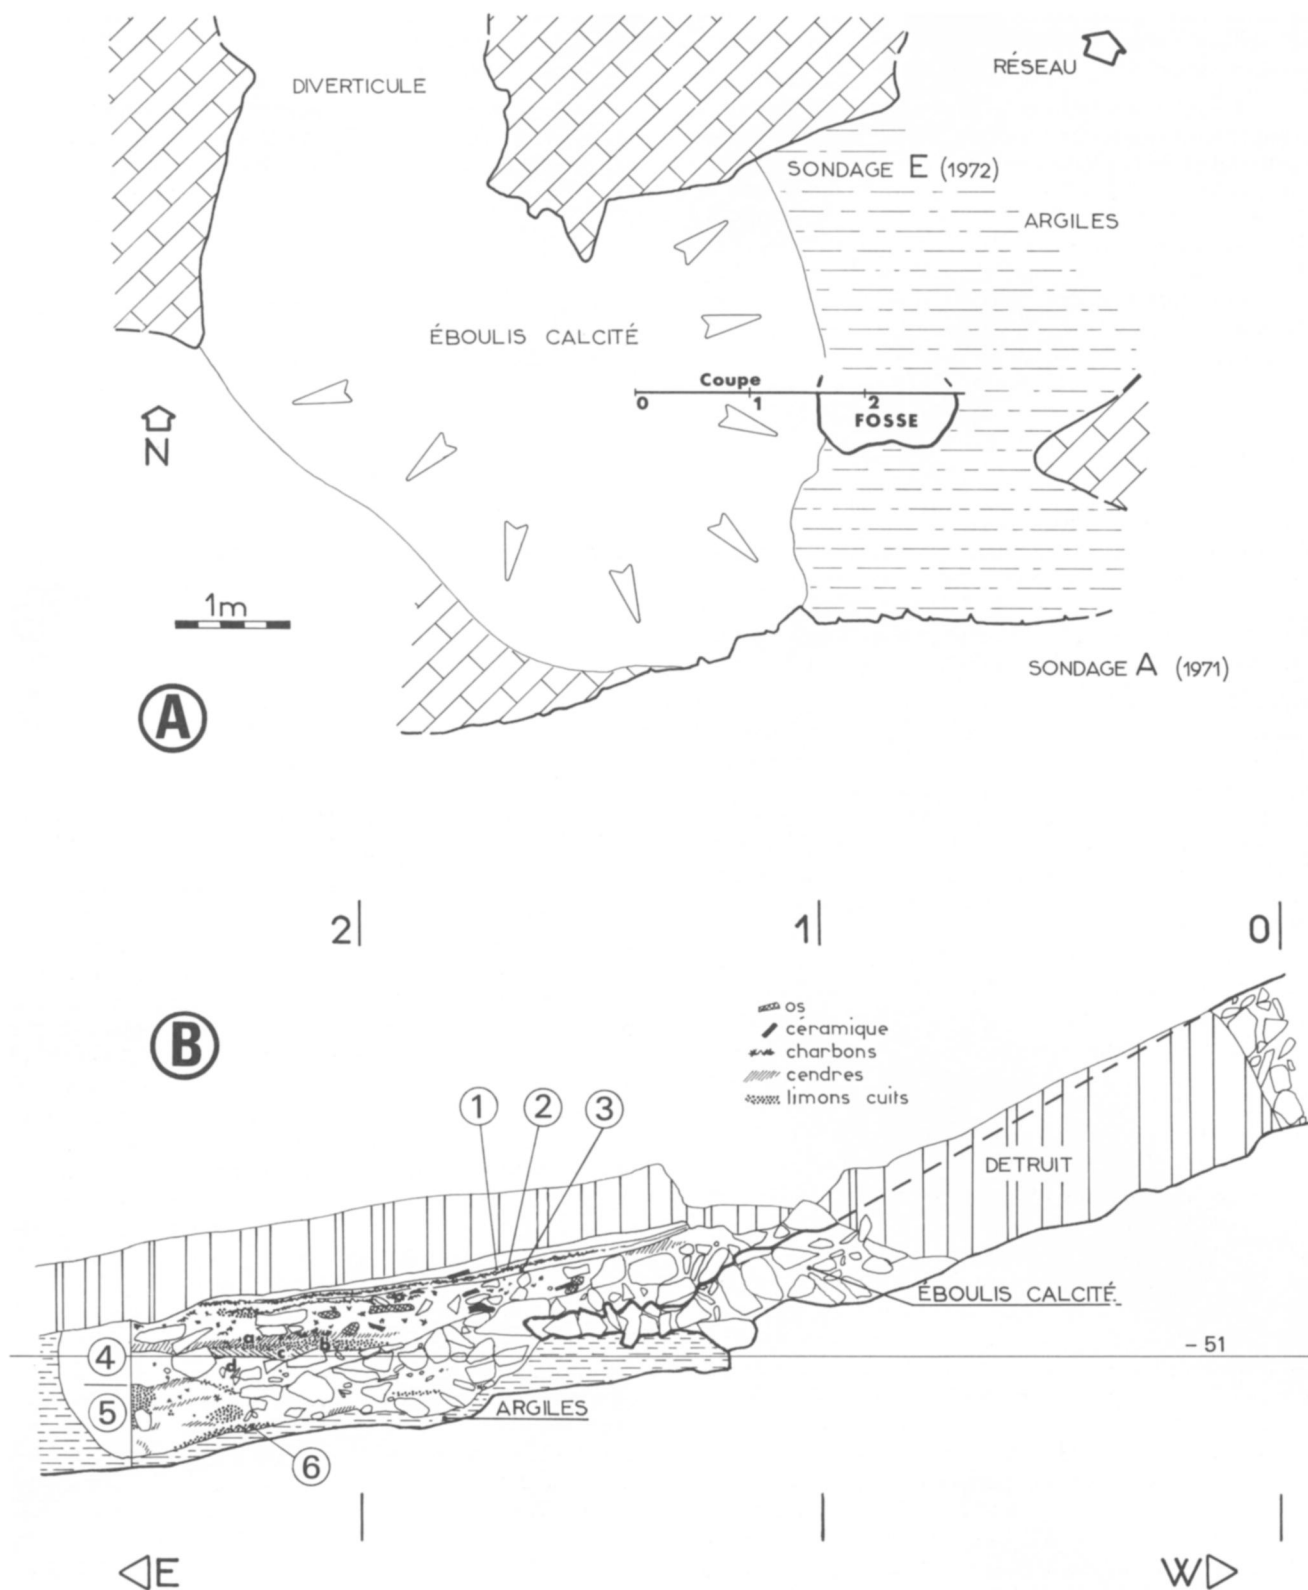 DIVERTICULE
RÉSEAU
SONDAGE E (1972)
ARGILES
ÉBOULIS CALCITÉ
Coupe
0 1 2
FOSSE
N
1m
SONDAGE A (1971)
A
2 1 0
B
os
céramique
charbons
cendres
limons cuits
1 2 3
DÉTRUIT
a
b
c
d
ÉBOULIS CALCITÉ
4
- 51
5
ARGILES
6
E W